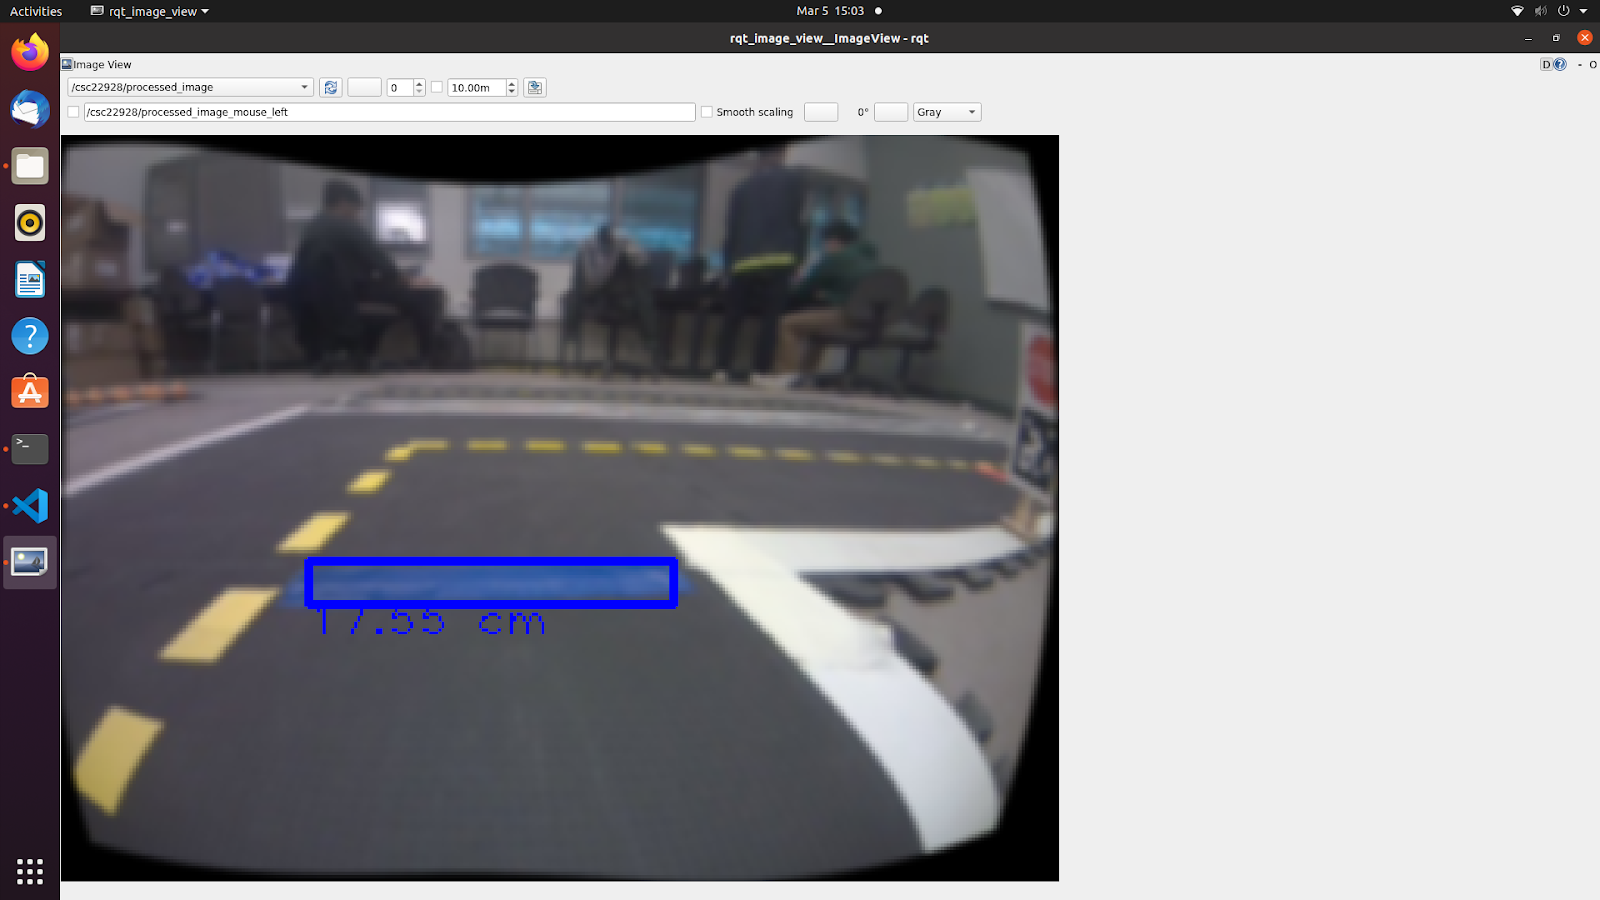 Activities
rqt_image_view
Mar 5 15:03
rqt_image_view__ImageView - rqt
Image View
D
- O
/csc22928/processed_image
0
10.00m
/csc22928/processed_image_mouse_left
Smooth scaling
0°
Gray
17.55 cm